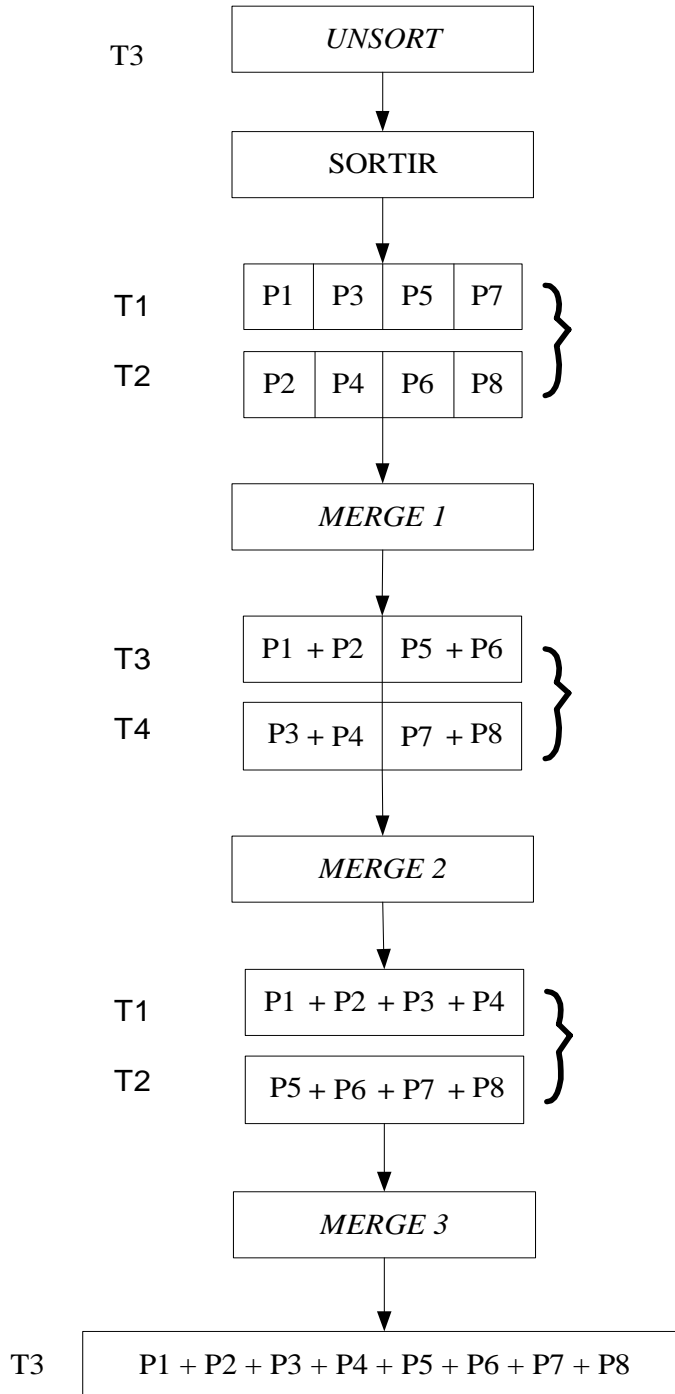 T3 UNSORT
SORTIR
T1 P1 P3 P5 P7
T2 P2 P4 P6 P8
MERGE 1
T3 P1 + P2 P5 + P6
T4 P3 + P4 P7 + P8
MERGE 2
T1 P1 + P2 + P3 + P4
T2 P5 + P6 + P7 + P8
MERGE 3
T3 P1 + P2 + P3 + P4 + P5 + P6 + P7 + P8